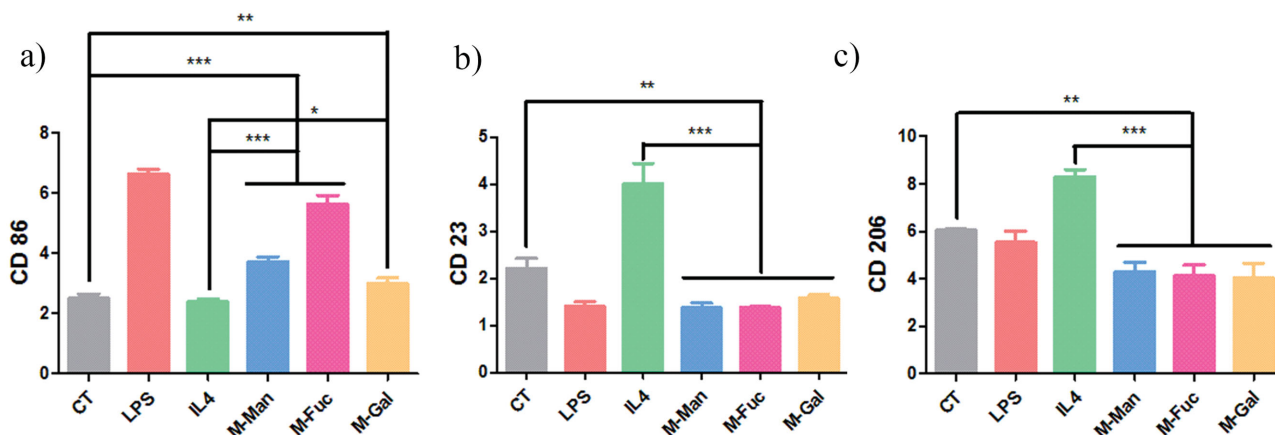 a)
**
***
*
***
8
6
4
2
0
CD 86
CT LPS IL4 M-Man M-Fuc M-Gal
b)
**
***
5
4
3
2
1
0
CD 23
CT LPS IL4 M-Man M-Fuc M-Gal
c)
**
***
10
8
6
4
2
0
CD 206
CT LPS IL4 M-Man M-Fuc M-Gal